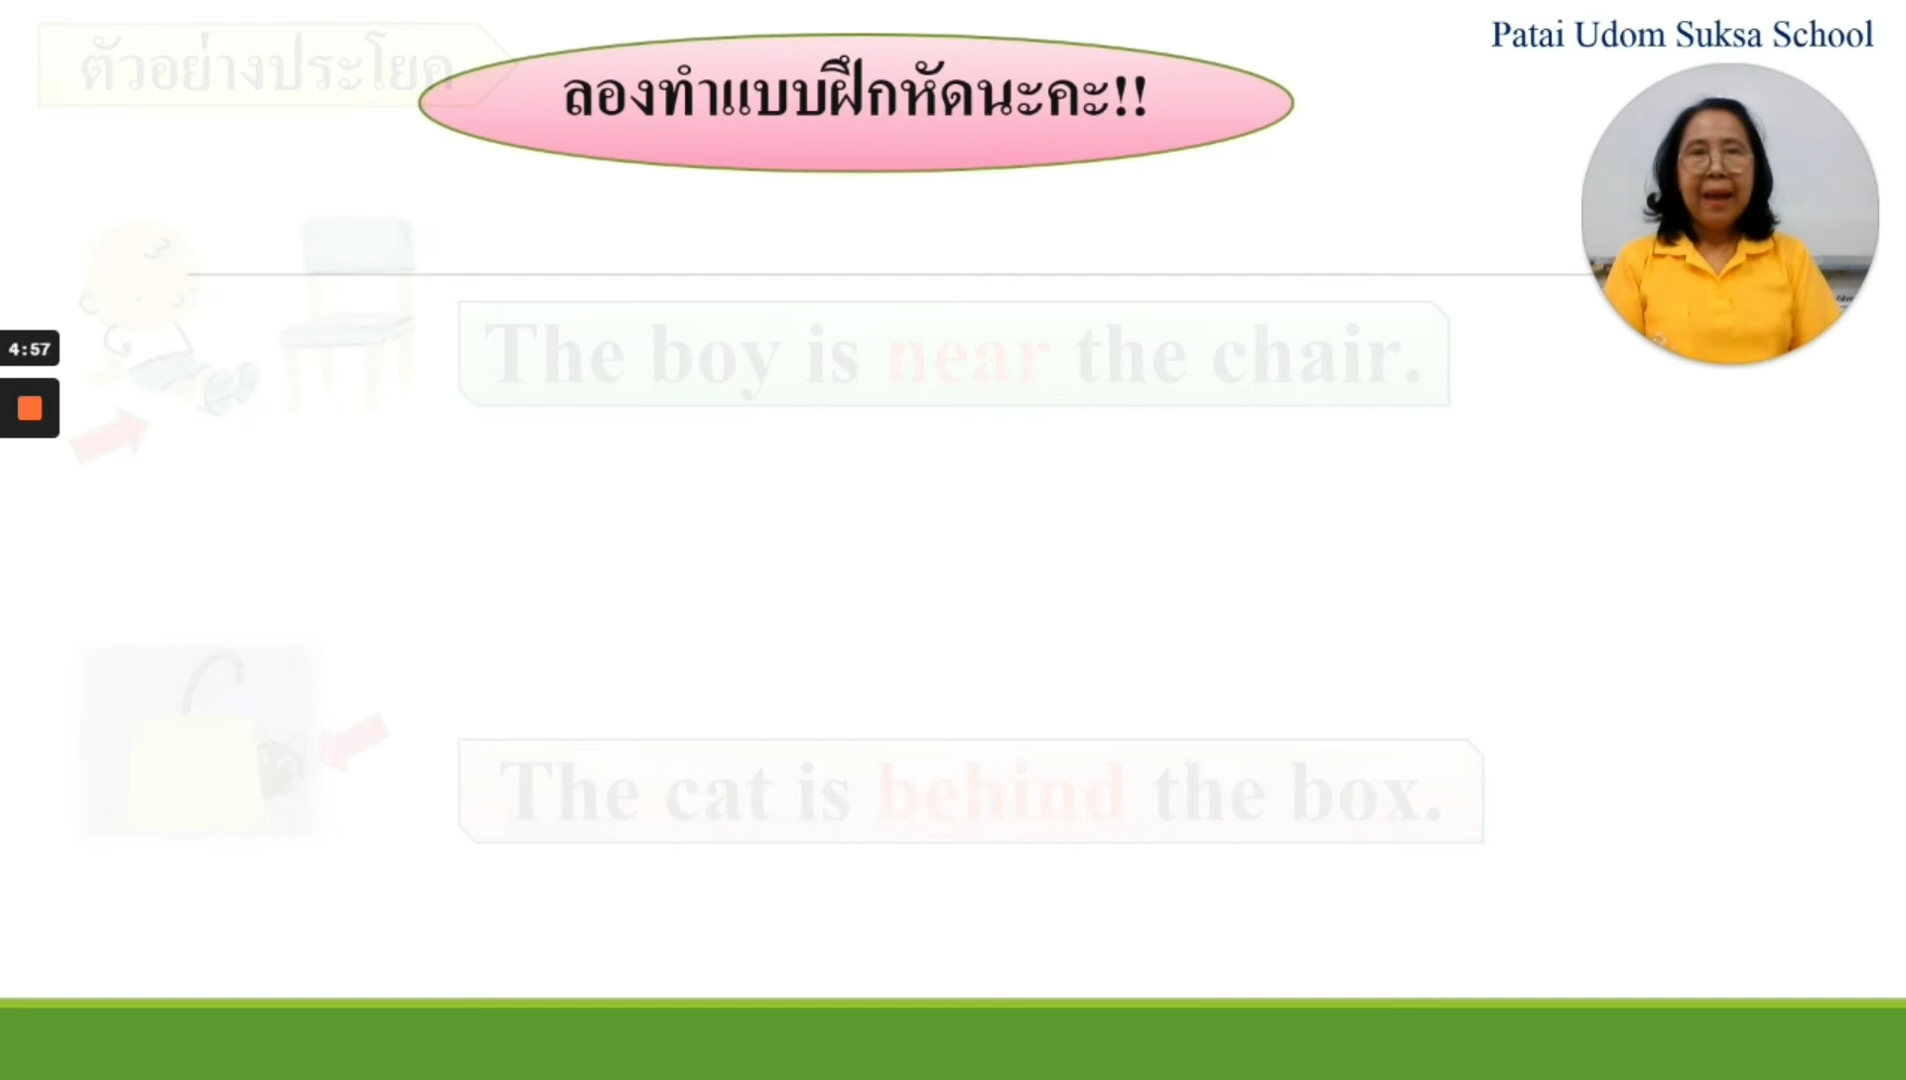 Patai Udom Suksa School
ตัวอย่างประโยค
ลองทำแบบฝึกหัดนะคะ!!
4:57
The boy is near the chair.
The cat is behind the box.